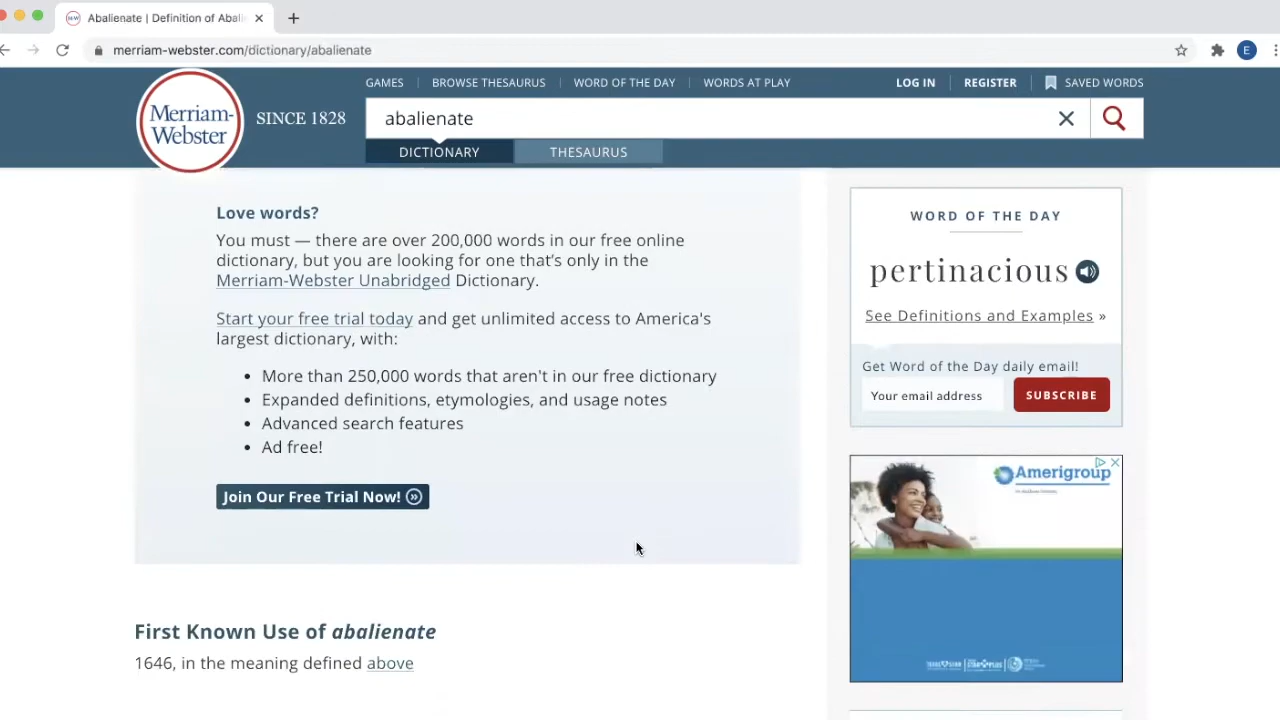 Abalienate | Definition of Abali
merriam-webster.com/dictionary/abalienate
E
Merriam-
Webster
SINCE 1828
GAMES
BROWSE THESAURUS
WORD OF THE DAY
WORDS AT PLAY
LOG IN
REGISTER
SAVED WORDS
abalienate
DICTIONARY
THESAURUS
Love words?
You must — there are over 200,000 words in our free online
dictionary, but you are looking for one that's only in the
Merriam-Webster Unabridged Dictionary.
Start your free trial today and get unlimited access to America's
largest dictionary, with:
• More than 250,000 words that aren't in our free dictionary
• Expanded definitions, etymologies, and usage notes
• Advanced search features
• Ad free!
Join Our Free Trial Now!
First Known Use of abalienate
1646, in the meaning defined above
WORD OF THE DAY
pertinacious
See Definitions and Examples »
Get Word of the Day daily email!
Your email address
SUBSCRIBE
Amerigroup